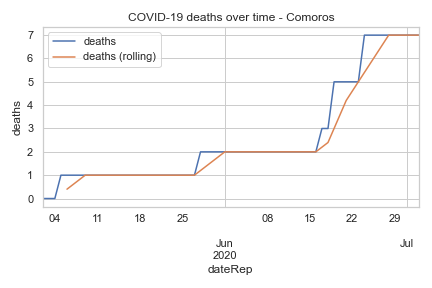 COVID-19 deaths over time - Comoros
deaths
deaths (rolling)
7
6
5
4
3
2
1
0
deaths
04 11 18 25 08 15 22 29
Jun Jul
2020
dateRep